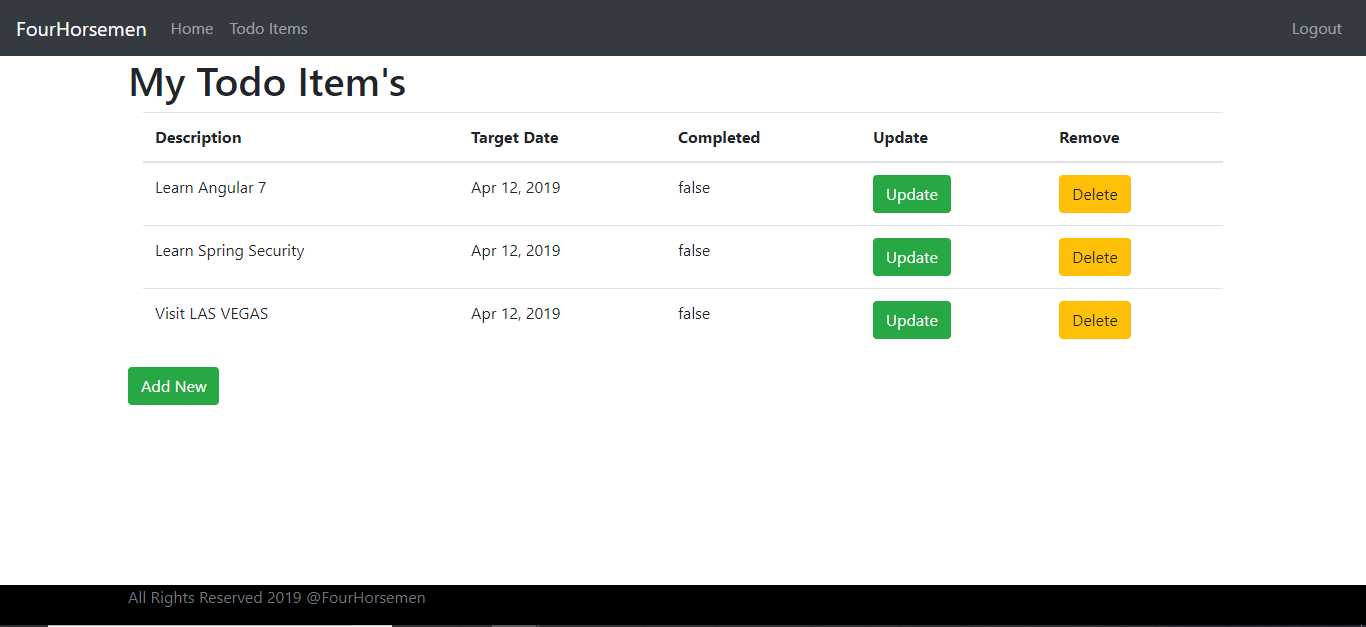 FourHorsemen Home Todo Items Logout
My Todo Item's
Description Target Date Completed Update Remove
Learn Angular 7 Apr 12, 2019 false Update Delete
Learn Spring Security Apr 12, 2019 false Update Delete
Visit LAS VEGAS Apr 12, 2019 false Update Delete
Add New
All Rights Reserved 2019 @FourHorsemen